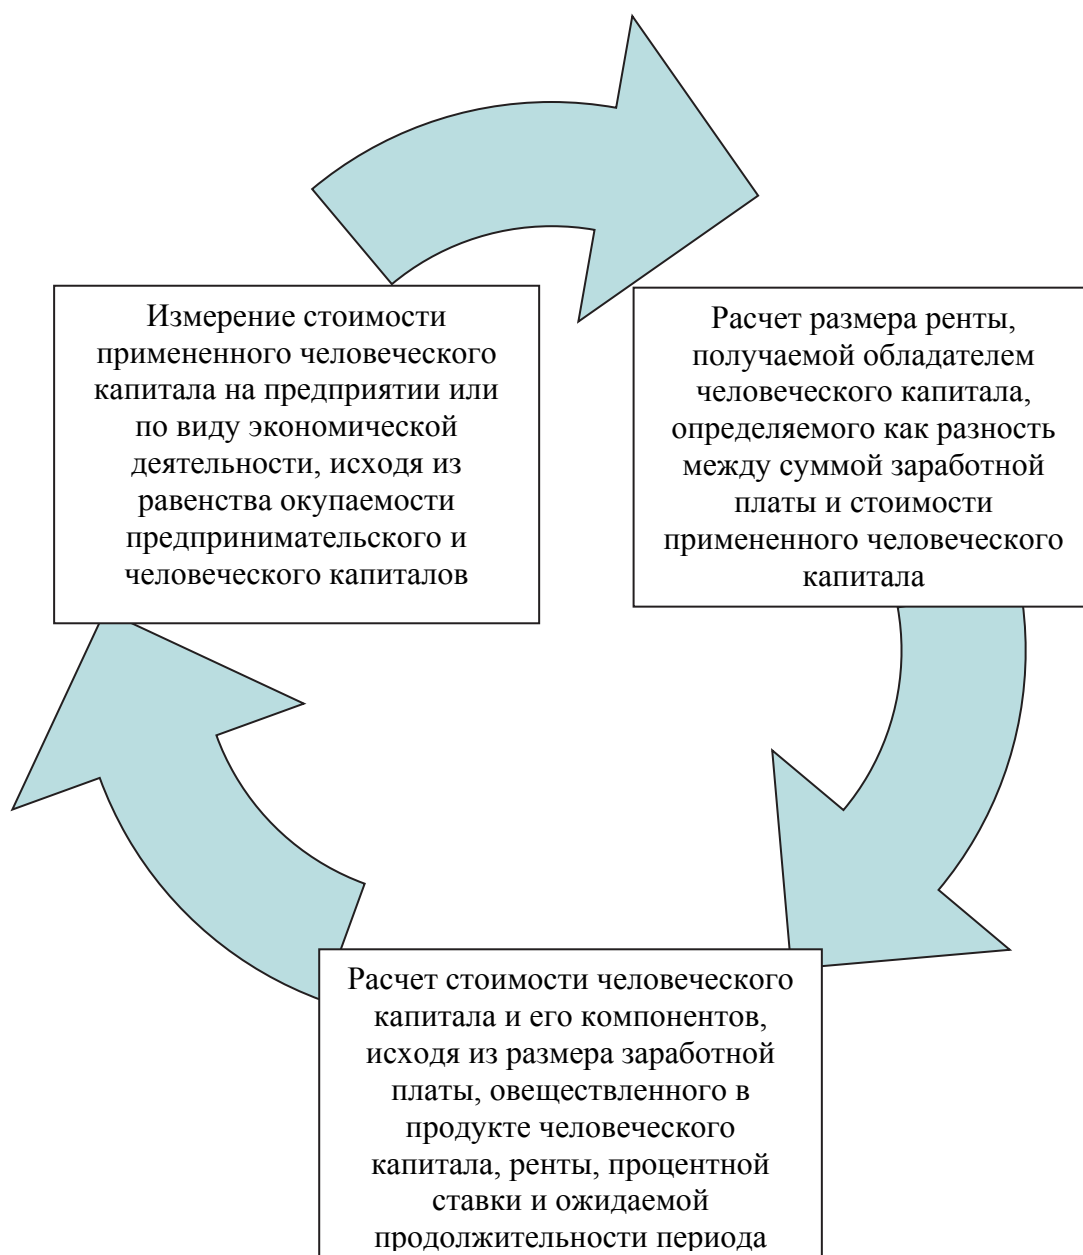 Измерение стоимости
примененного человеческого
капитала на предприятии или
по виду экономической
деятельности, исходя из
равенства окупаемости
предпринимательского и
человеческого капиталов
Расчет размера ренты,
получаемой обладателем
человеческого капитала,
определяемого как разность
между суммой заработной
платы и стоимости
примененного человеческого
капитала
Расчет стоимости человеческого
капитала и его компонентов,
исходя из размера заработной
платы, овеществленного в
продукте человеческого
капитала, ренты, процентной
ставки и ожидаемой
продолжительности периода